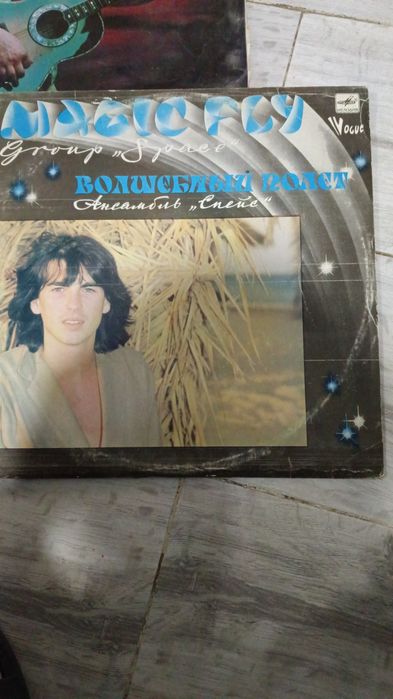 MAGIC FLY
Vogue
Group „Space"
ВОЛШЕБНЫЙ ПОЛЕТ
Ансамбль „Спейс"